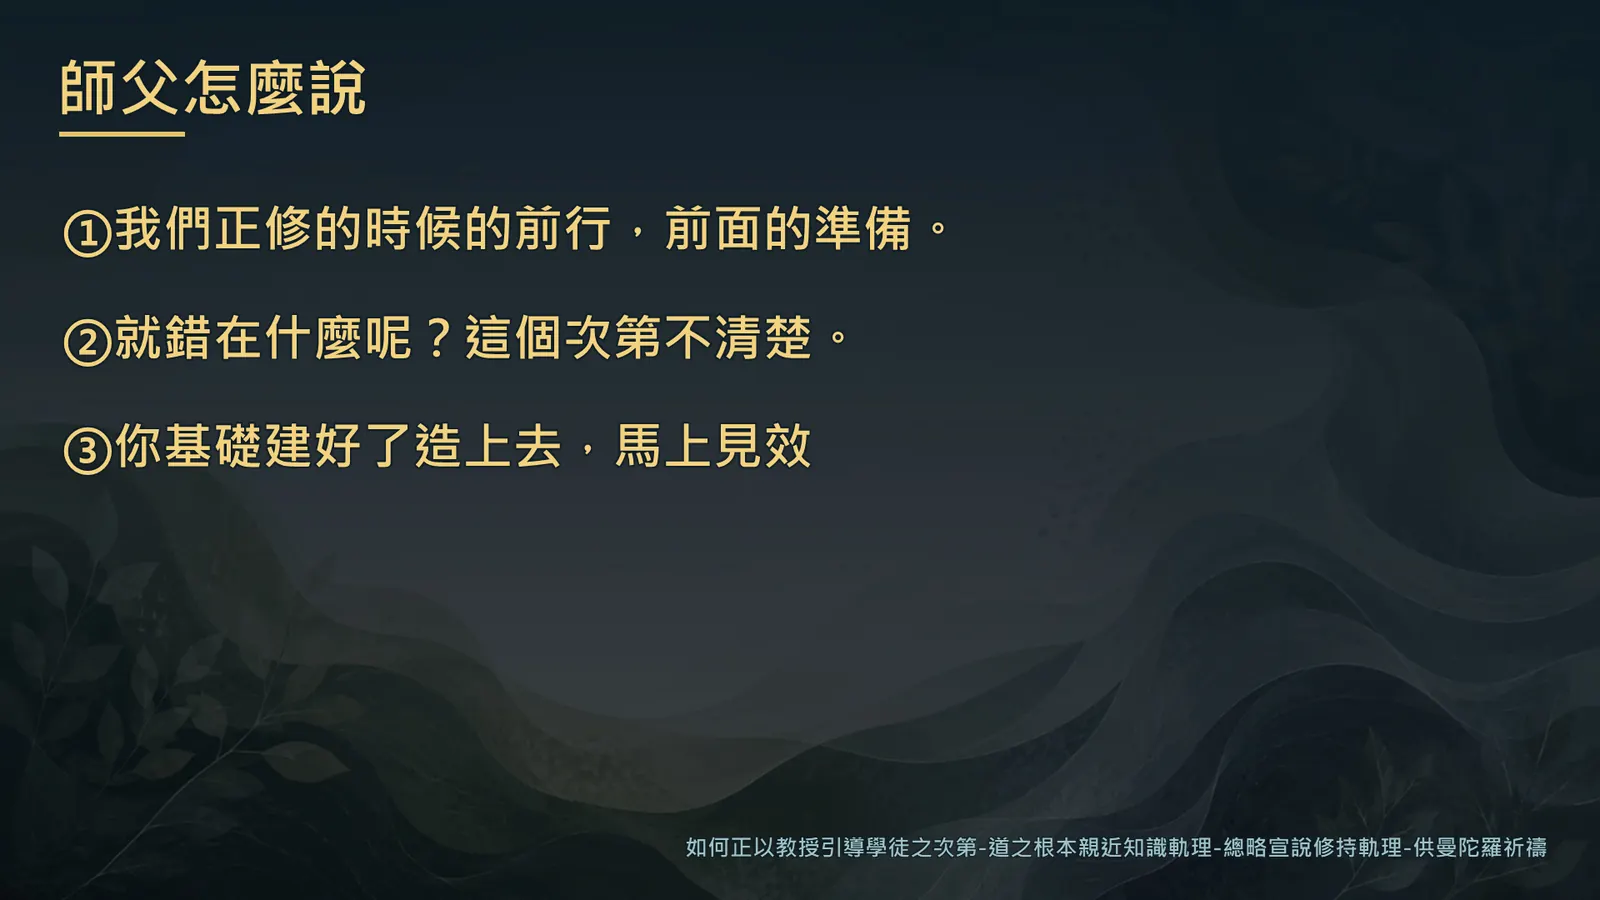 師父怎麼說
①我們正修的時候的前行，前面的準備。
②就錯在什麼呢？這個次第不清楚。
③你基礎建好了造上去，馬上見效
如何正以教授引導學徒之次第-道之根本親近知識軌理-總略宣說修持軌理-供曼陀羅祈禱